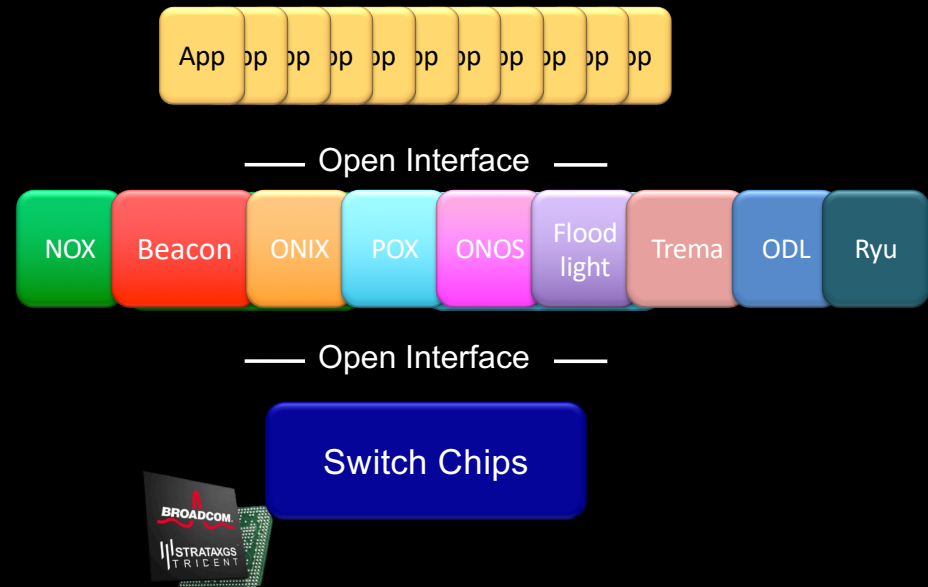 App pp pp pp pp pp pp pp pp pp pp
Open Interface
NOX Beacon ONIX POX ONOS Flood Trema ODL Ryu
light
Open Interface
Switch Chips
BROADCOM.
STRATAXGS
TRIDENT